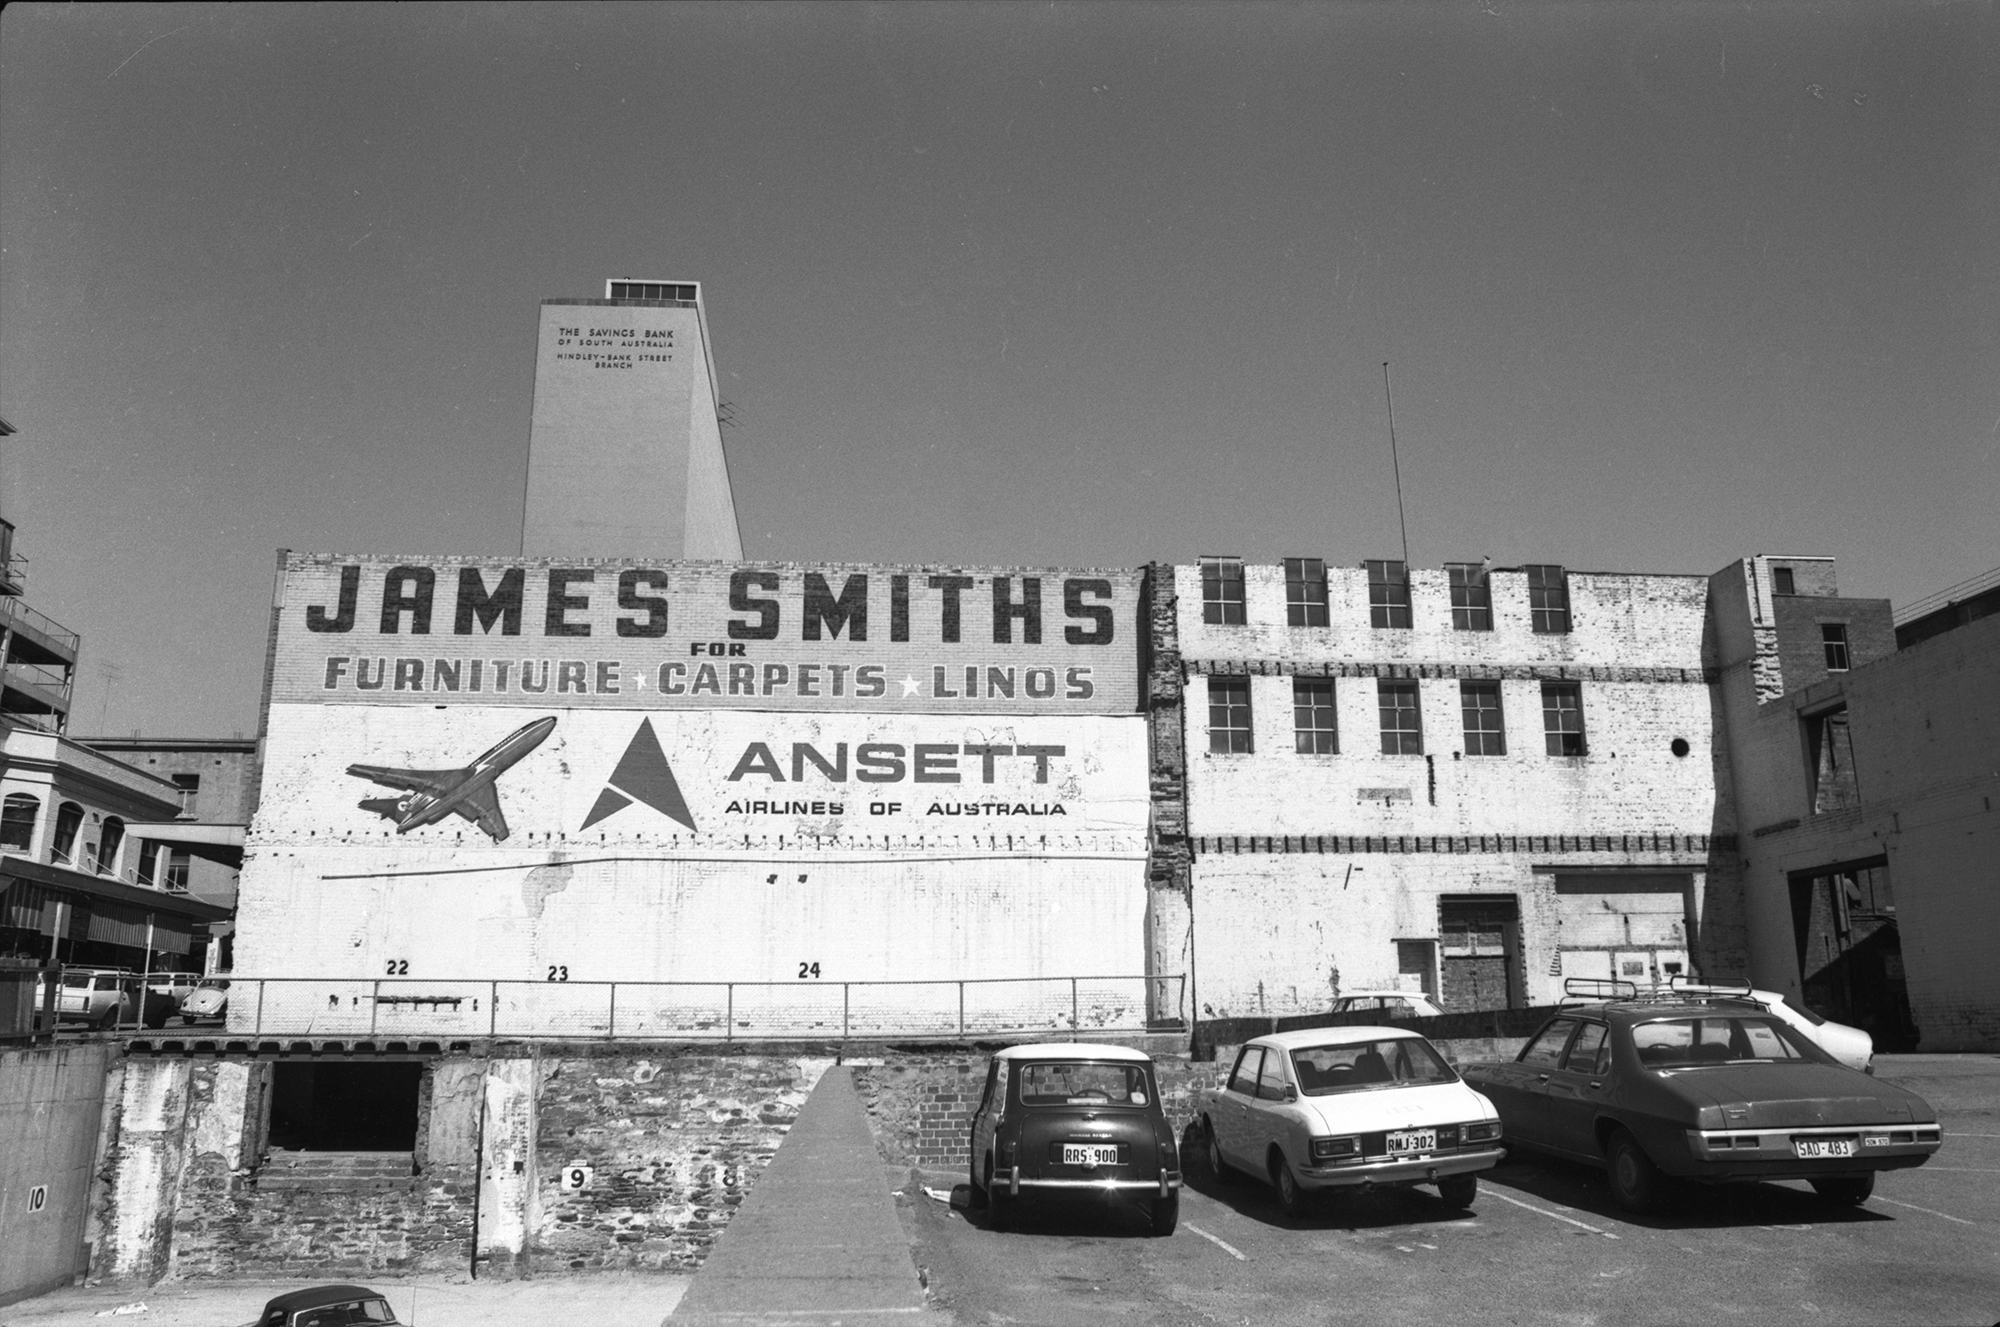 THE SAVINGS BANK
OF SOUTH AUSTRALIA
HINDLEY-BANK STREET
BRANCH
JAMES SMITHS
FOR
FURNITURE ★ CARPETS ★ LINOS
ANSETT
AIRLINES OF AUSTRALIA
22
23
24
10
9
8
RRS·900
RMJ·302
SAD-483